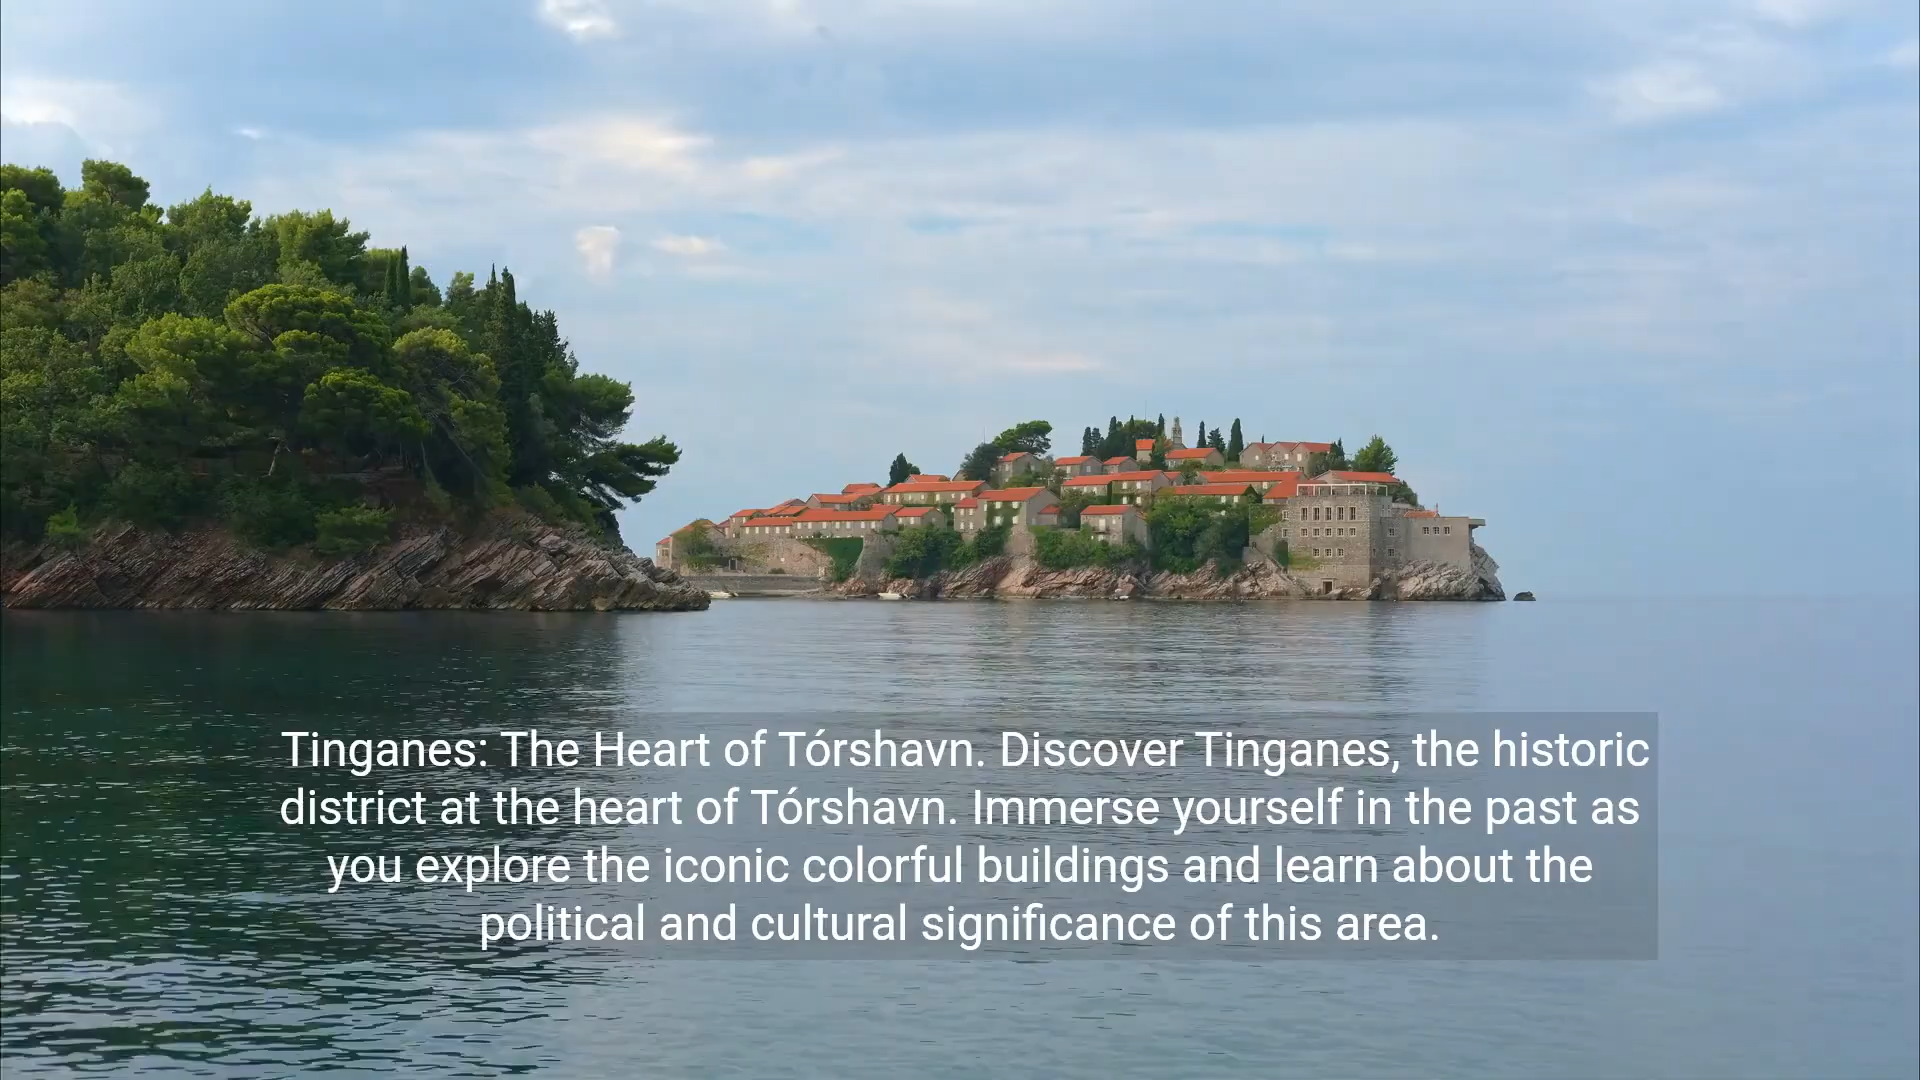 Tinganes: The Heart of Tórshavn. Discover Tinganes, the historic
district at the heart of Tórshavn. Immerse yourself in the past as
you explore the iconic colorful buildings and learn about the
political and cultural significance of this area.